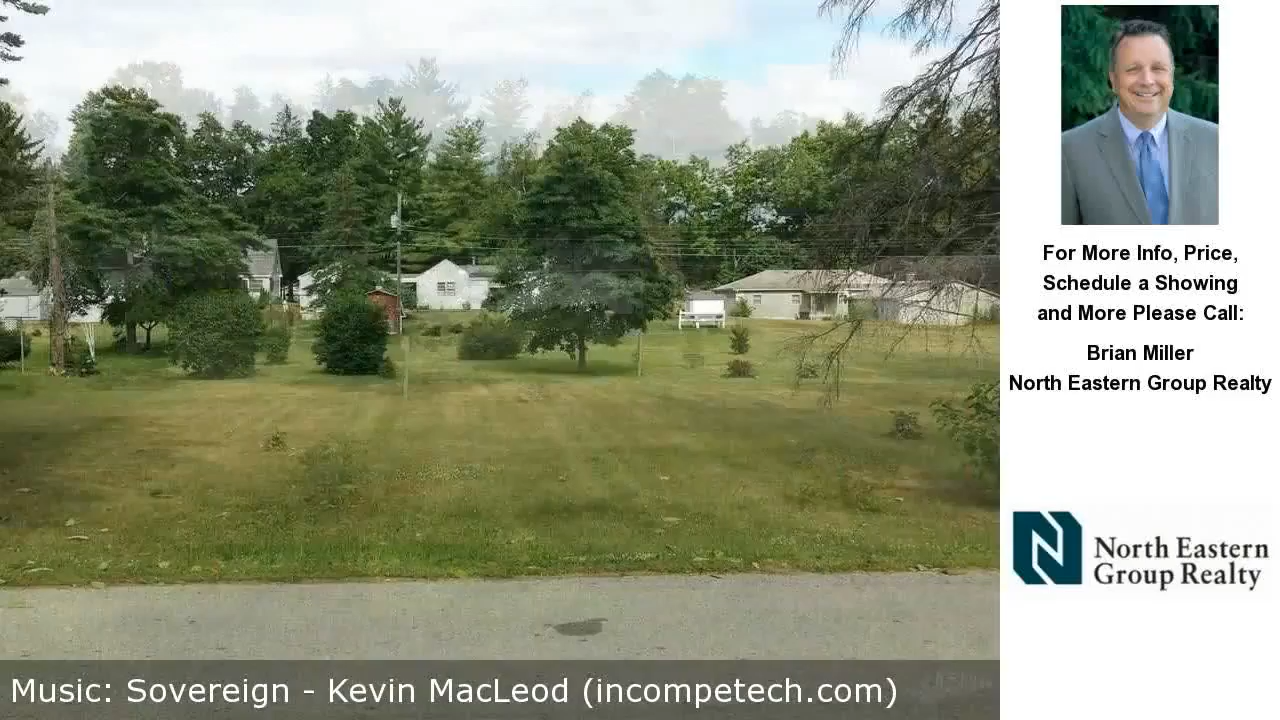 For More Info, Price,
Schedule a Showing
and More Please Call:
Brian Miller
North Eastern Group Realty
N
North Eastern
Group Realty
Music: Sovereign - Kevin MacLeod (incompetech.com)